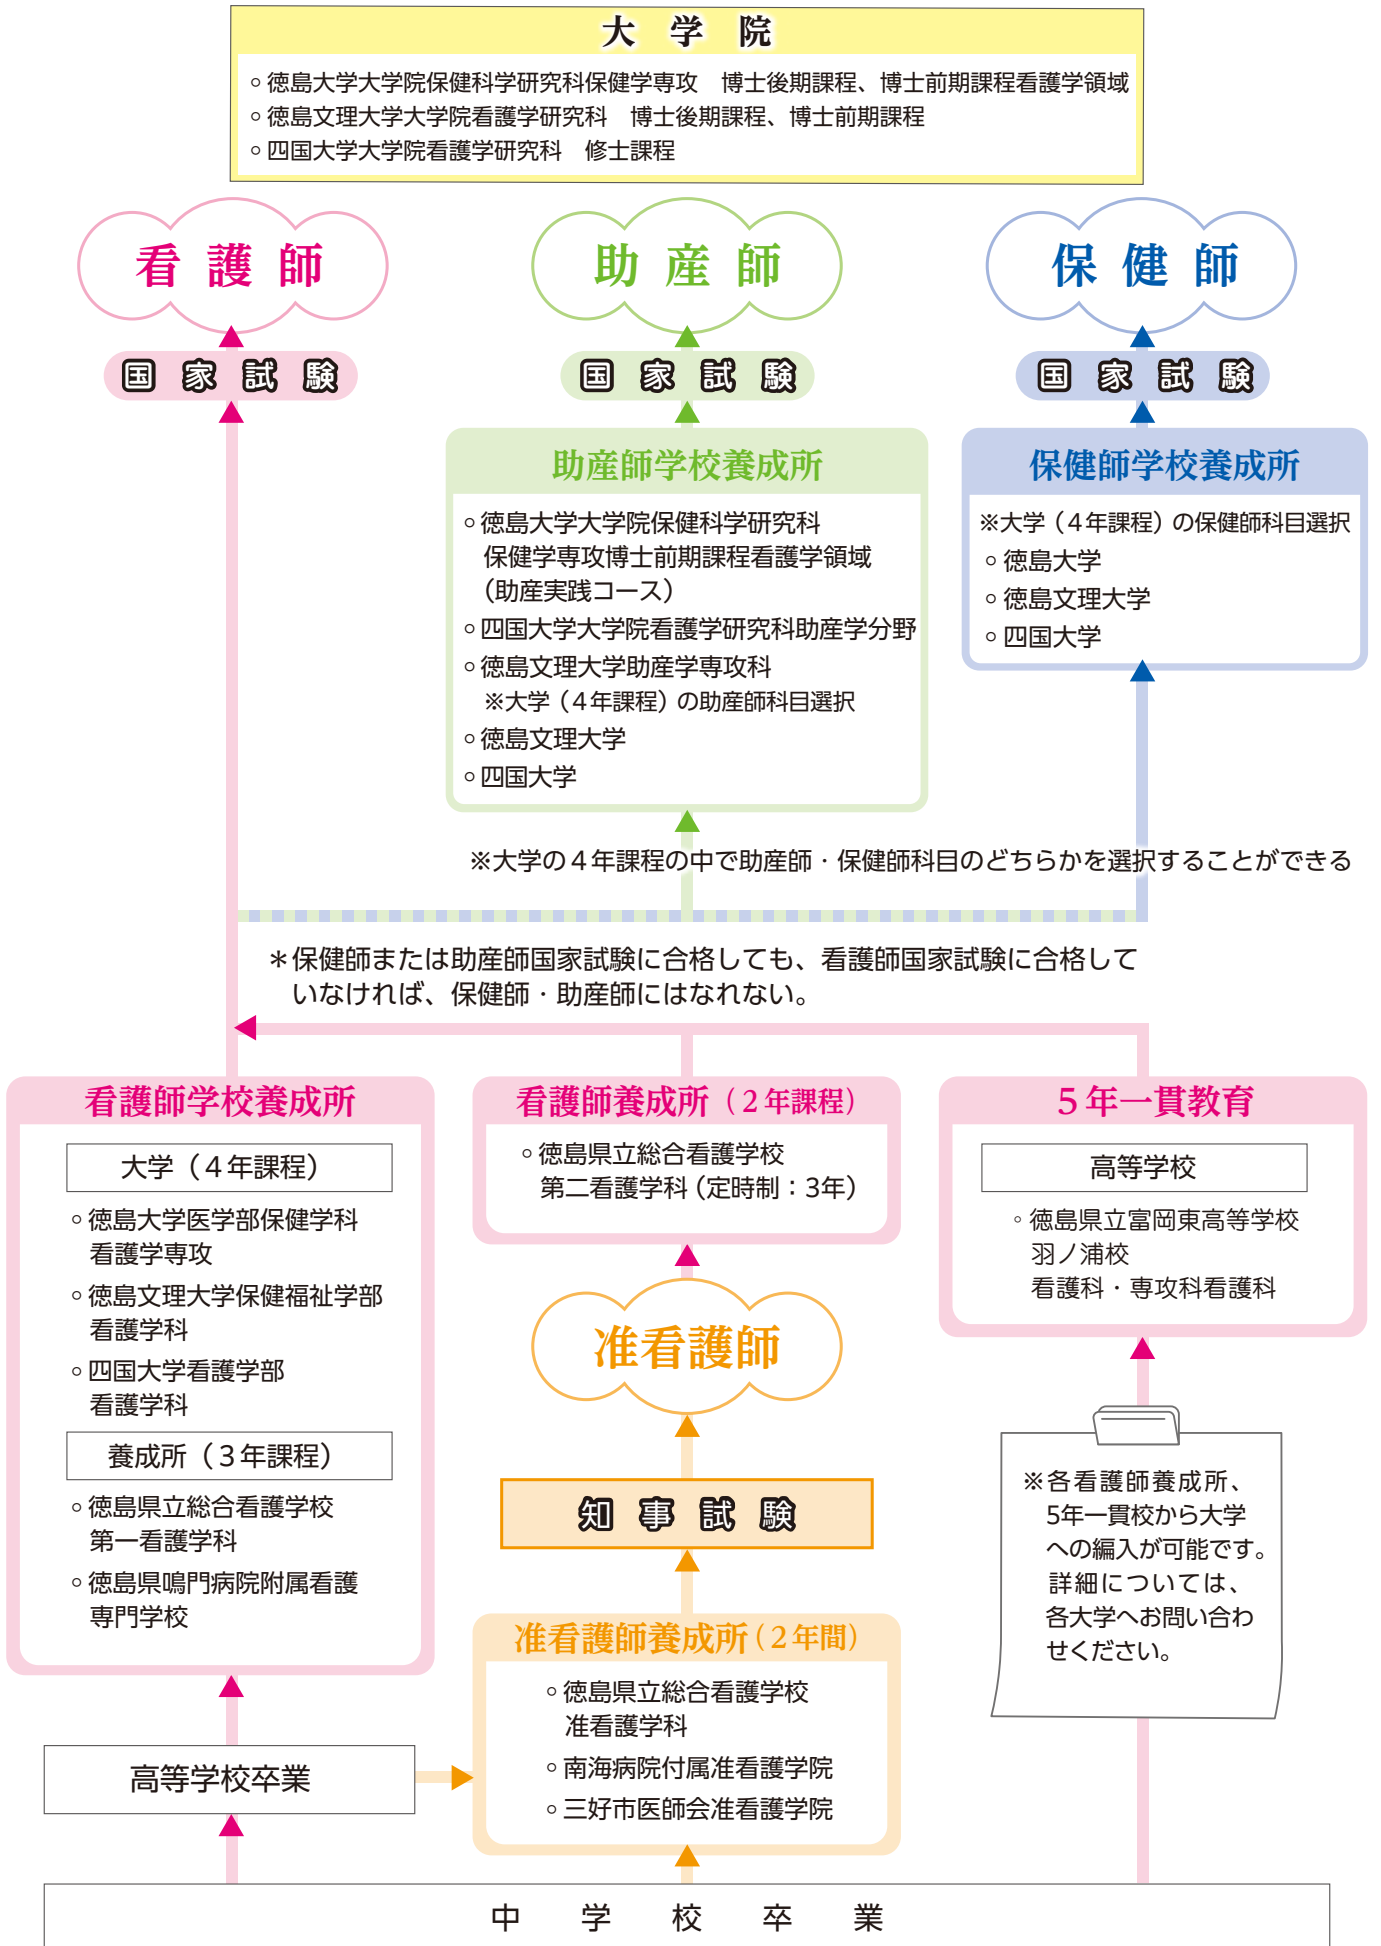 大学院
○徳島大学大学院保健科学研究科保健学専攻　博士後期課程、博士前期課程看護学領域
○徳島文理大学大学院看護学研究科　博士後期課程、博士前期課程
○四国大学大学院看護学研究科　修士課程
看護師
助産師
保健師
国家試験
国家試験
国家試験
助産師学校養成所
○徳島大学大学院保健科学研究科
保健学専攻博士前期課程看護学領域
（助産実践コース）
○四国大学大学院看護学研究科助産学分野
○徳島文理大学助産学専攻科
※大学（４年課程）の助産師科目選択
○徳島文理大学
○四国大学
保健師学校養成所
※大学（４年課程）の保健師科目選択
○徳島大学
○徳島文理大学
○四国大学
※大学の４年課程の中で助産師・保健師科目のどちらかを選択することができる
＊保健師または助産師国家試験に合格しても、看護師国家試験に合格して
いなければ、保健師・助産師にはなれない。
看護師学校養成所
大学（４年課程）
○徳島大学医学部保健学科
看護学専攻
○徳島文理大学保健福祉学部
看護学科
○四国大学看護学部
看護学科
養成所（３年課程）
○徳島県立総合看護学校
第一看護学科
○徳島県鳴門病院附属看護
専門学校
看護師養成所（２年課程）
○徳島県立総合看護学校
第二看護学科（定時制：3年）
准看護師
知事試験
准看護師養成所（２年間）
○徳島県立総合看護学校
准看護学科
○南海病院付属准看護学院
○三好市医師会准看護学院
５年一貫教育
高等学校
○徳島県立富岡東高等学校
羽ノ浦校
看護科・専攻科看護科
※各看護師養成所、
5年一貫校から大学
への編入が可能です。
詳細については、
各大学へお問い合わ
せください。
高等学校卒業
中学校卒業